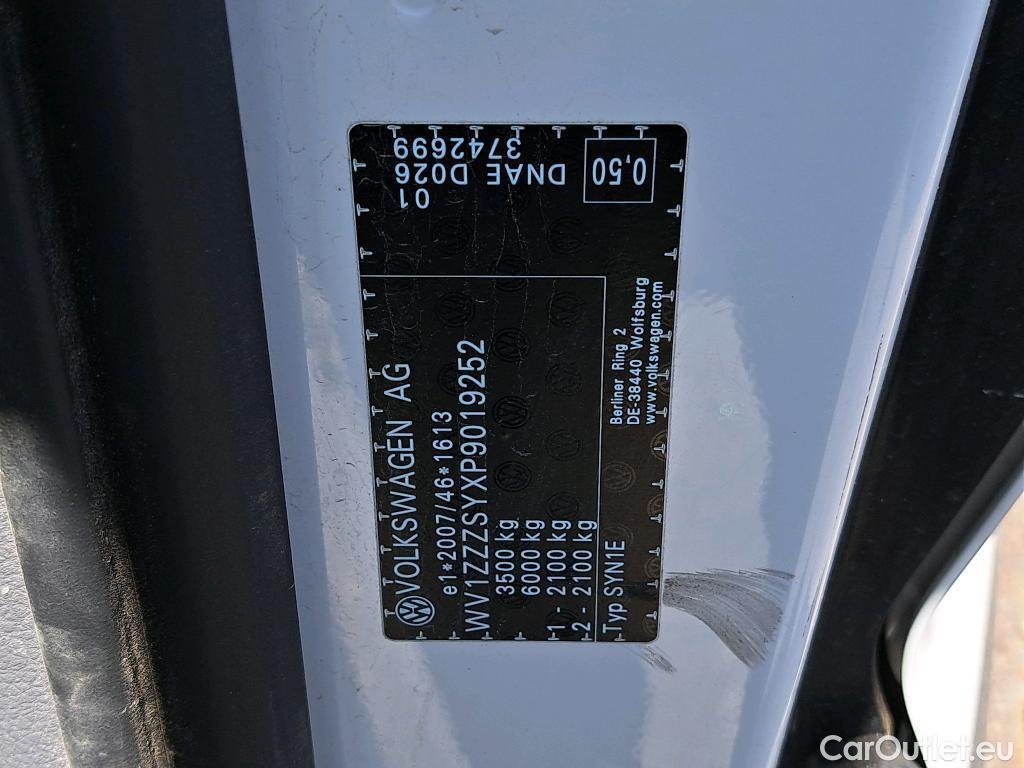 VOLKSWAGEN AG
e1*2007/46*1613
WV1ZZZSYXP9019252
3500 kg
6000 kg
1 - 2100 kg
2 - 2100 kg
Typ SYN1E
Berliner Ring 2
DE-38440 Wolfsburg
www.volkswagen.com
01
D026
3742699
DNAE
0,50
CarOutlet.eu